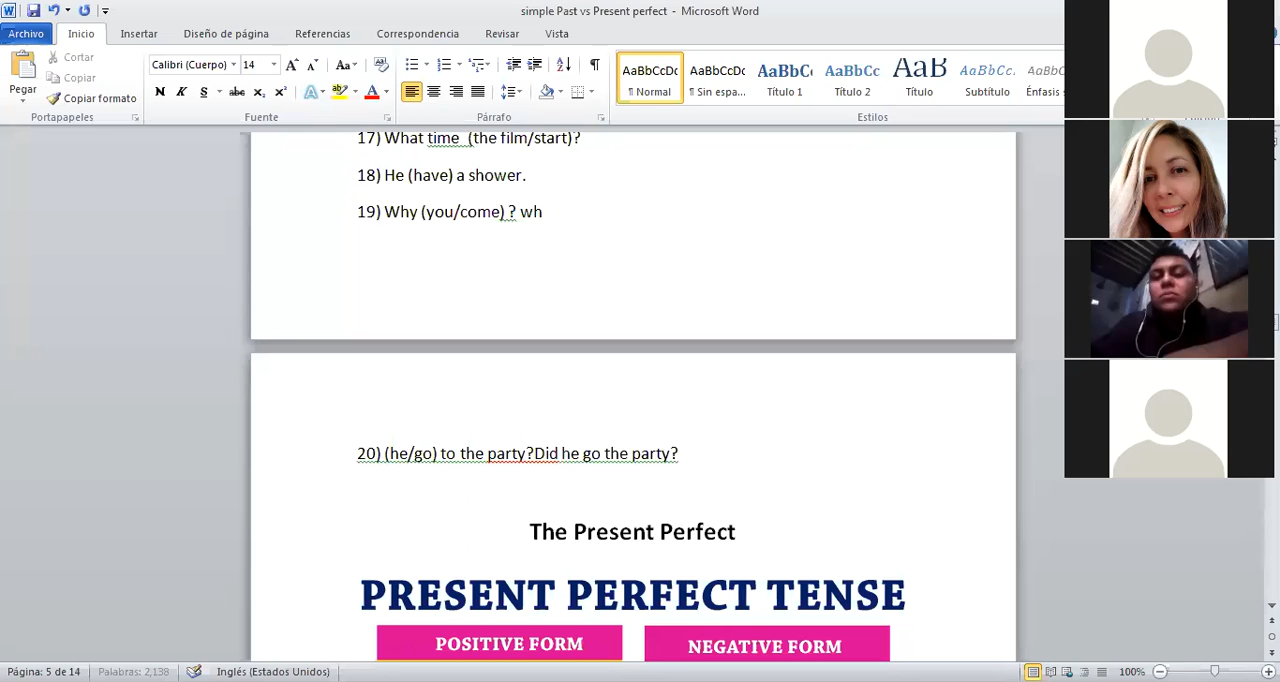 simple Past vs Present perfect - Microsoft Word
Archivo Inicio Insertar Diseño de página Referencias Correspondencia Revisar Vista
Pegar
Cortar
Copiar
Copiar formato
Portapapeles
Calibri (Cuerpo) 14
N K S abc x₂ x²
Fuente
Párrafo
AaBbCcDc AaBbCcDc AaBbC AaBbCc AaB AaBbCc. AaBbC
¶ Normal ¶ Sin espa... Título 1 Título 2 Título Subtítulo Énfasis
Estilos
17) What time (the film/start)?
18) He (have) a shower.
19) Why (you/come) ? wh
20) (he/go) to the party?Did he go the party?
The Present Perfect
PRESENT PERFECT TENSE
POSITIVE FORM NEGATIVE FORM
Página: 5 de 14 Palabras: 2,138 Inglés (Estados Unidos) 100%